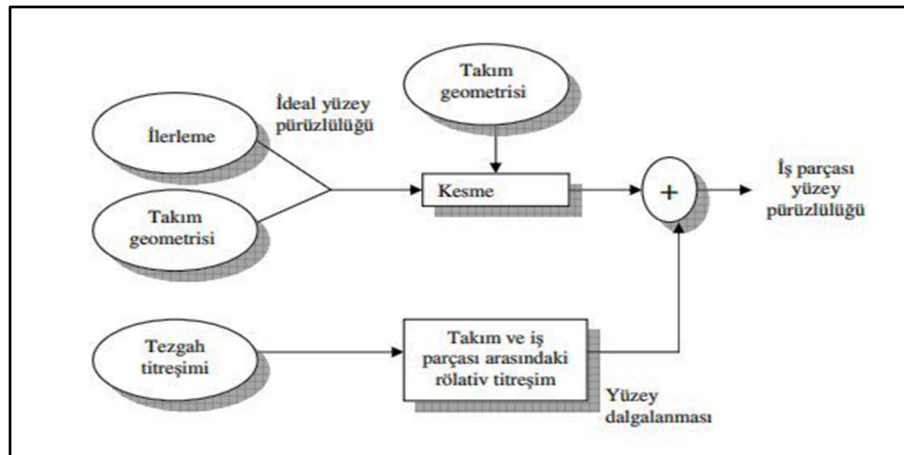 Takım
geometrisi
İlerleme
İdeal yüzey
pürüzlülüğü
Takım
geometrisi
Kesme
+
İş parçası
yüzey
pürüzlülüğü
Tezgah
titreşimi
Takım ve iş
parçası arasındaki
rölativ titreşim
Yüzey
dalgalanması